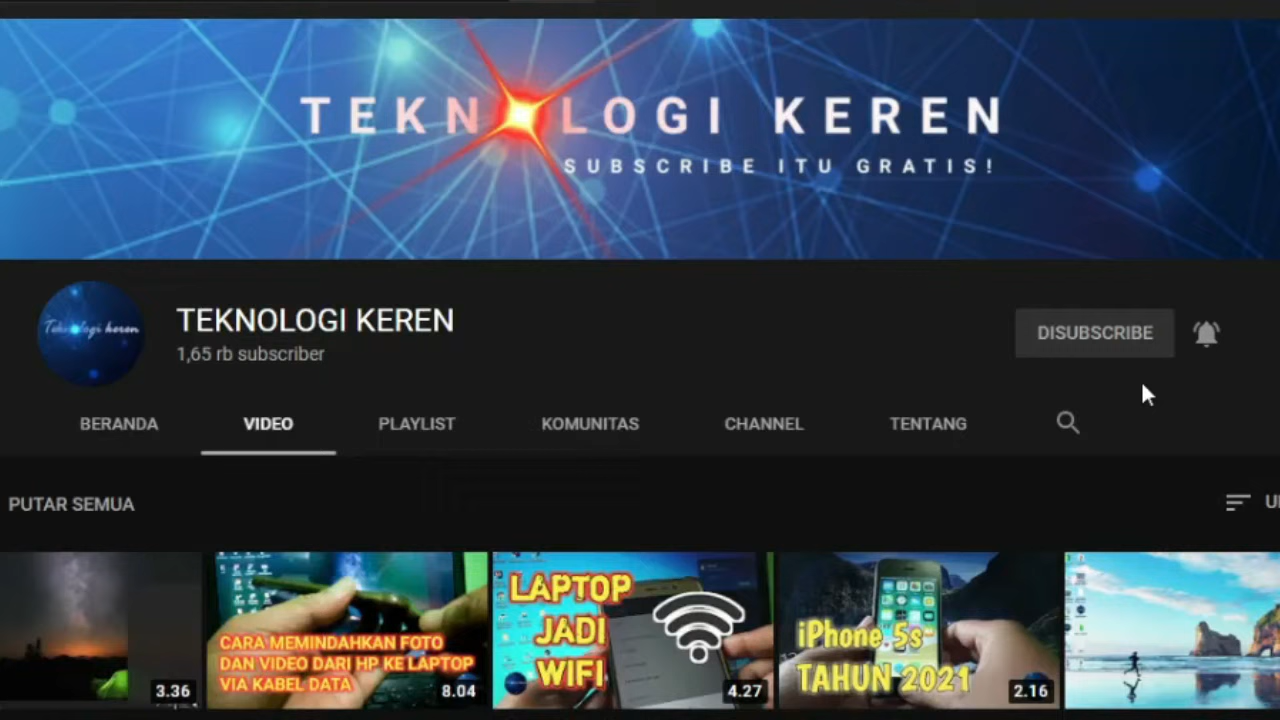 TEKNOLOGI KEREN
SUBSCRIBE ITU GRATIS!
Teknologi keren
TEKNOLOGI KEREN
1,65 rb subscriber
DISUBSCRIBE
BERANDA VIDEO PLAYLIST KOMUNITAS CHANNEL TENTANG
PUTAR SEMUA
3.36
CARA MEMINDAHKAN FOTO
DAN VIDEO DARI HP KE LAPTOP
VIA KABEL DATA
8.04
LAPTOP
JADI
WIFI
4.27
iPhone 5s
TAHUN 2021
2.16